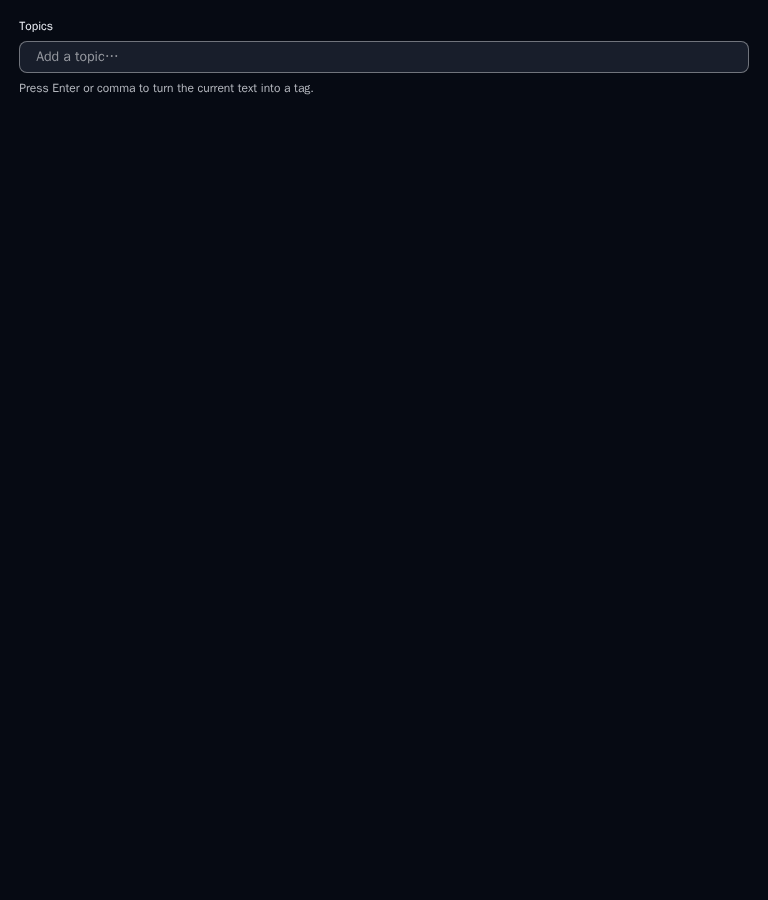 Topics
Add a topic⋯
Press Enter or comma to turn the current text into a tag.